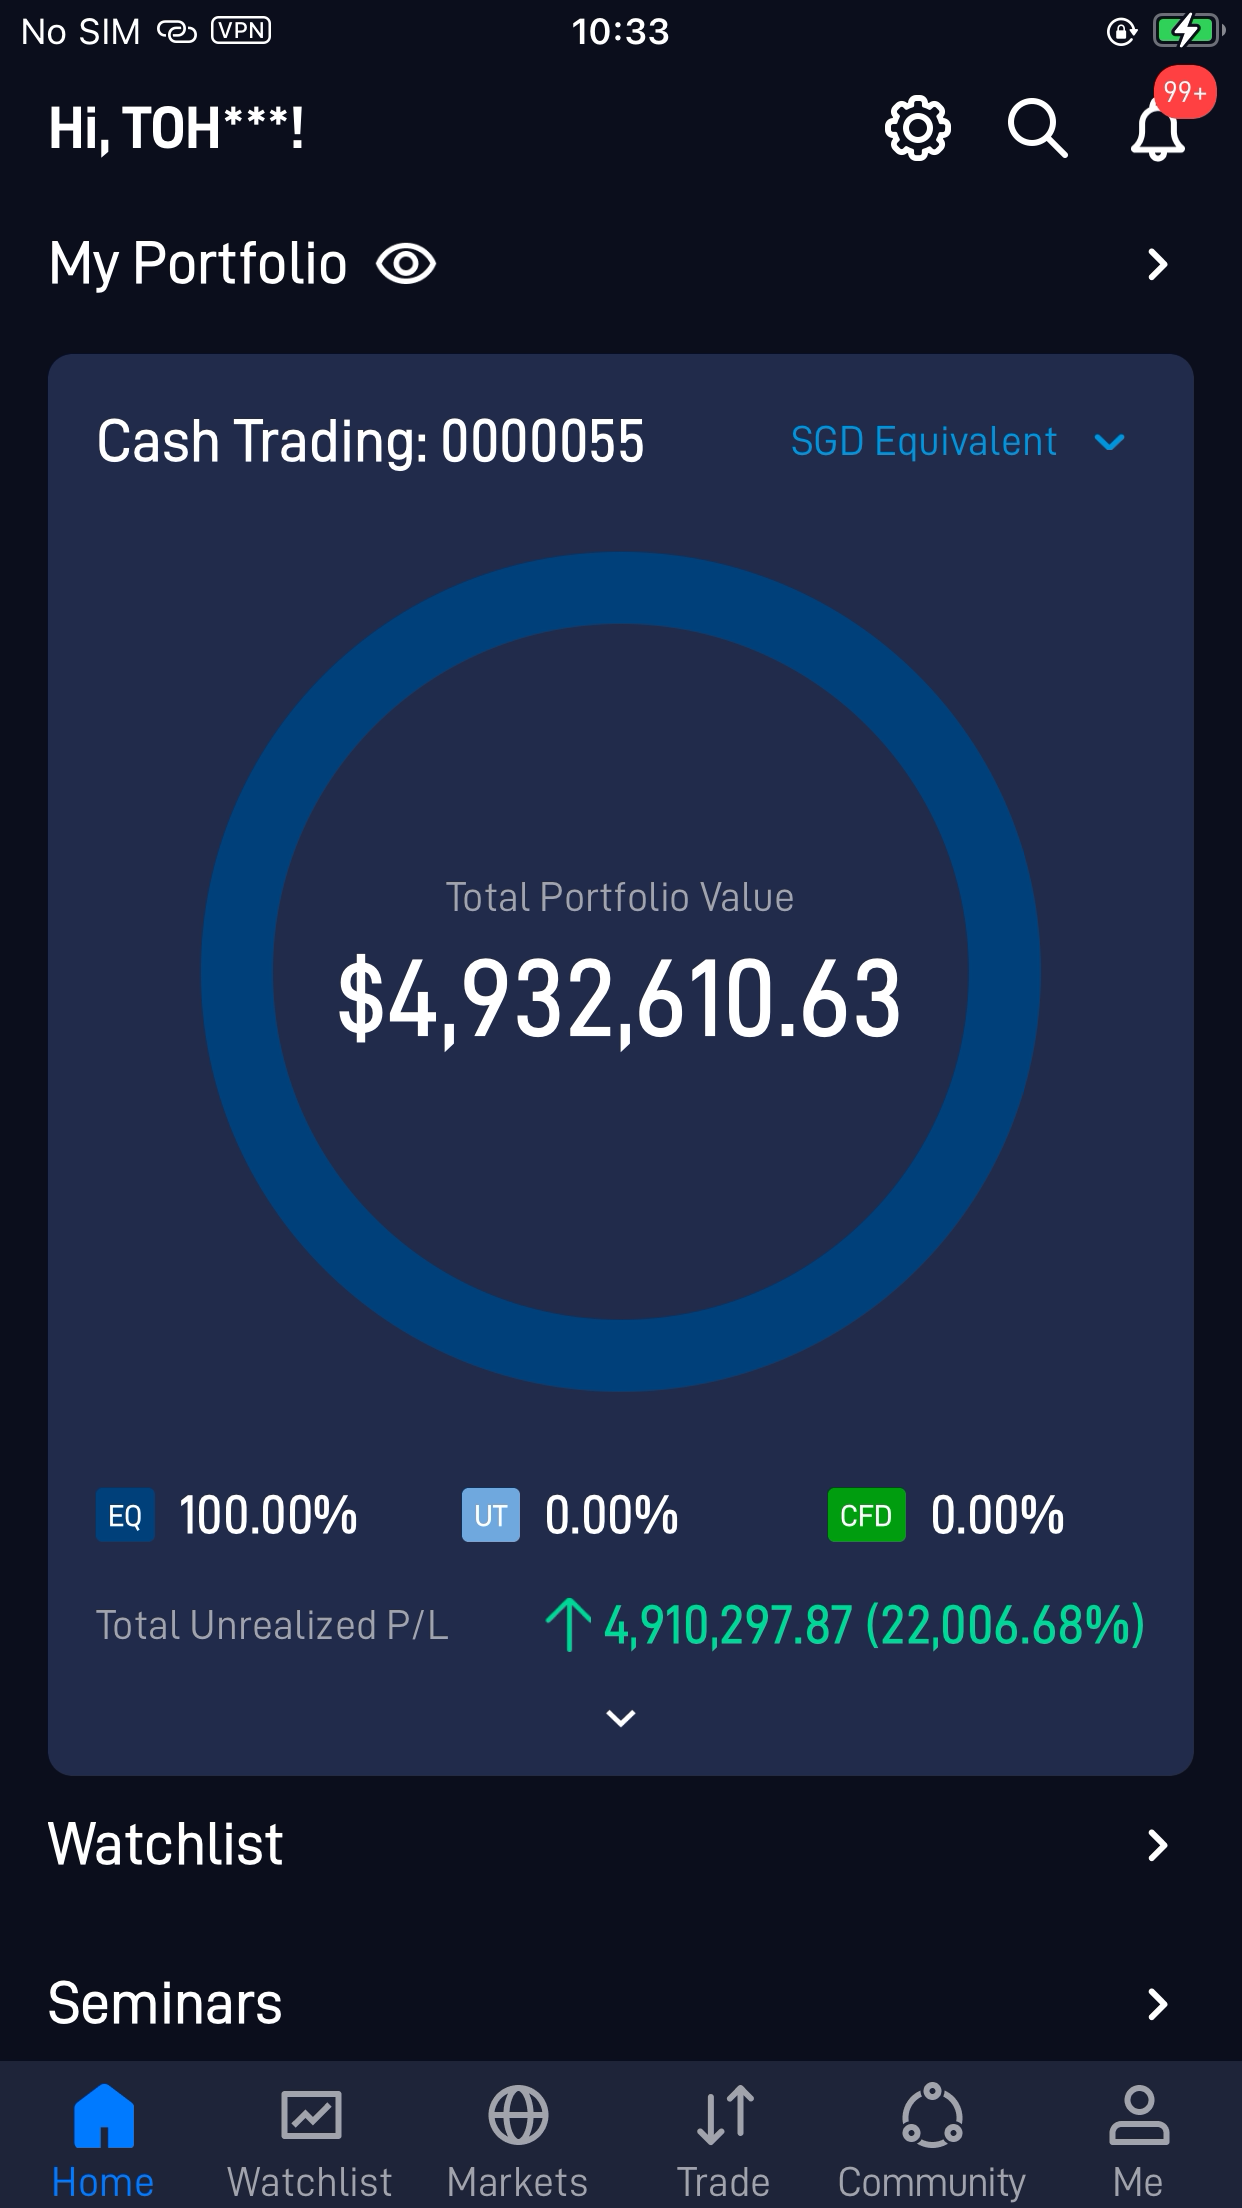 No SIM VPN 10:33
99+
Hi, TOH***!
My Portfolio
Cash Trading: 0000055 SGD Equivalent
Total Portfolio Value
$4,932,610.63
EQ 100.00% UT 0.00% CFD 0.00%
Total Unrealized P/L 4,910,297.87 (22,006.68%)
Watchlist
Seminars
Home Watchlist Markets Trade Community Me